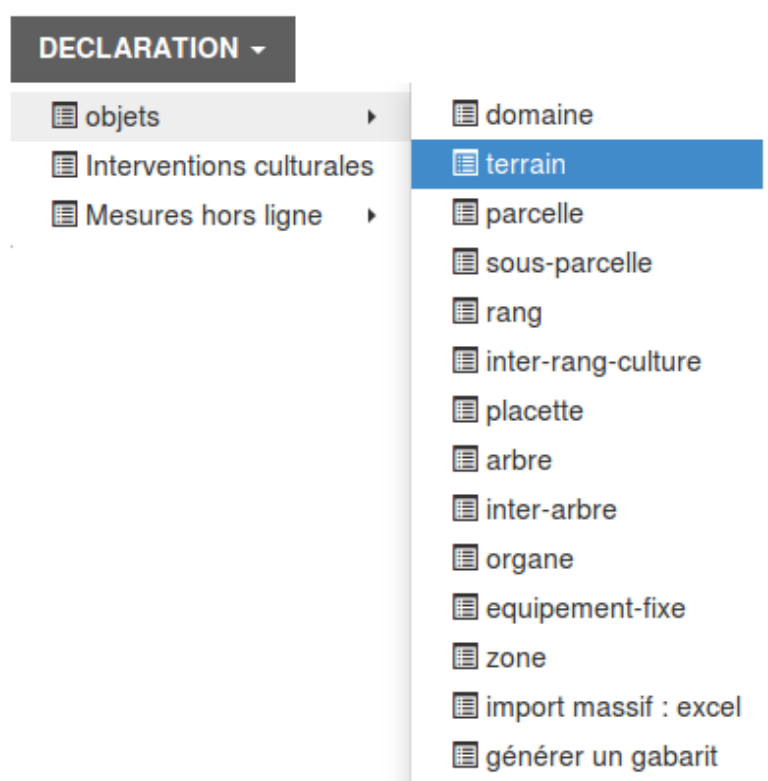 DECLARATION
objets
Interventions culturales
Mesures hors ligne
domaine
terrain
parcelle
sous-parcelle
rang
inter-rang-culture
placette
arbre
inter-arbre
organe
equipement-fixe
zone
import massif : excel
générer un gabarit